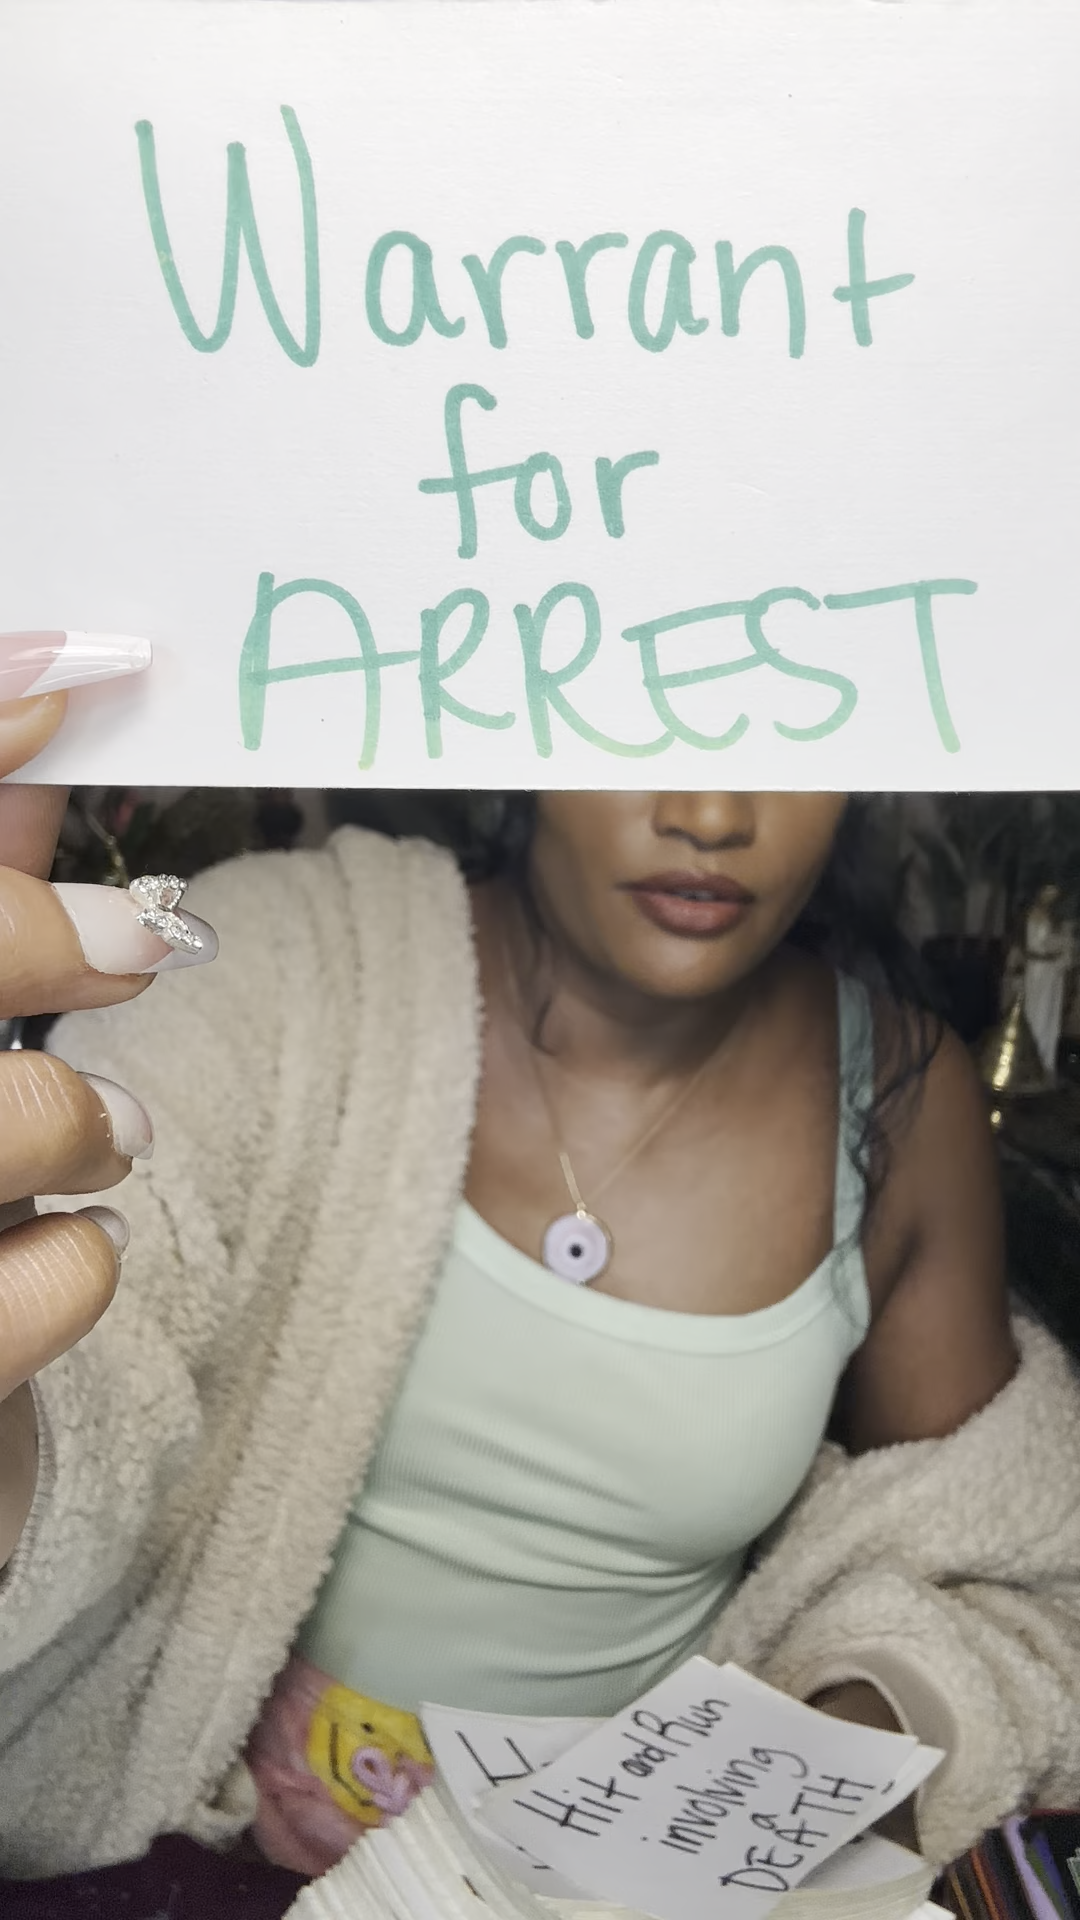 Warrant
for
ARREST
Hit and Run
involving
a
DEATH